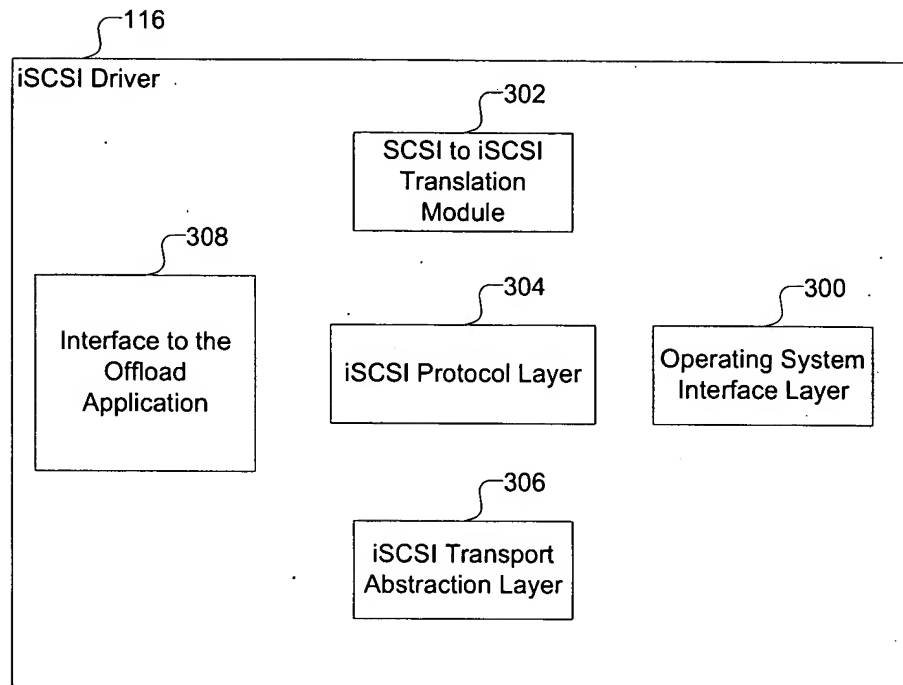 116
iSCSI Driver
302
SCSI to iSCSI
Translation
Module
308
Interface to the
Offload
Application
304
iSCSI Protocol Layer
300
Operating System
Interface Layer
306
iSCSI Transport
Abstraction Layer